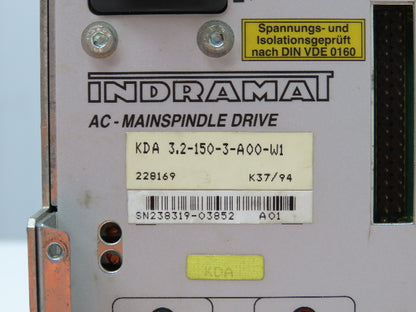 Spannungs- und
Isolationsgeprüft
nach DIN VDE 0160
INDRAMAT
AC - MAINSPINDLE DRIVE
KDA 3.2-150-3-A00-W1
228169 K37/94
SN238319-03852 A01
KDA